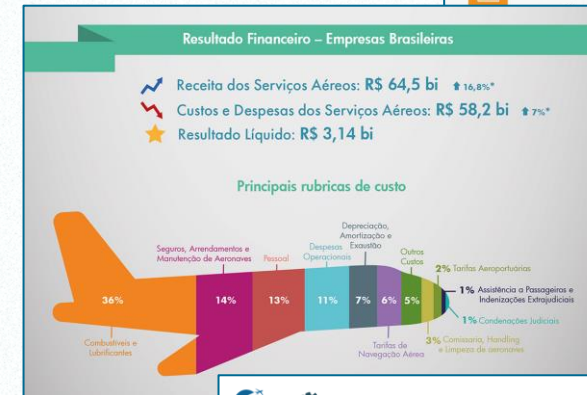 Resultado Financeiro – Empresas Brasileiras
Receita dos Serviços Aéreos: R$ 64,5 bi 16,8%*
Custos e Despesas dos Serviços Aéreos: R$ 58,2 bi 7%*
Resultado Líquido: R$ 3,14 bi
Principais rubricas de custo
36%
Combustíveis e
Lubrificantes
Seguros, Arrendamentos e
Manutenção de Aeronaves
14%
Pessoal
13%
Despesas
Operacionais
11%
Depreciação,
Amortização e
Exaustão
7%
6%
Tarifas de
Navegação Aérea
Outros
Custos
5%
3% Comissaria, Handling
e Limpeza de aeronaves
2% Tarifas Aeroportuárias
1% Assistência a Passageiros e
Indenizações Extrajudiciais
1% Condenações Judiciais